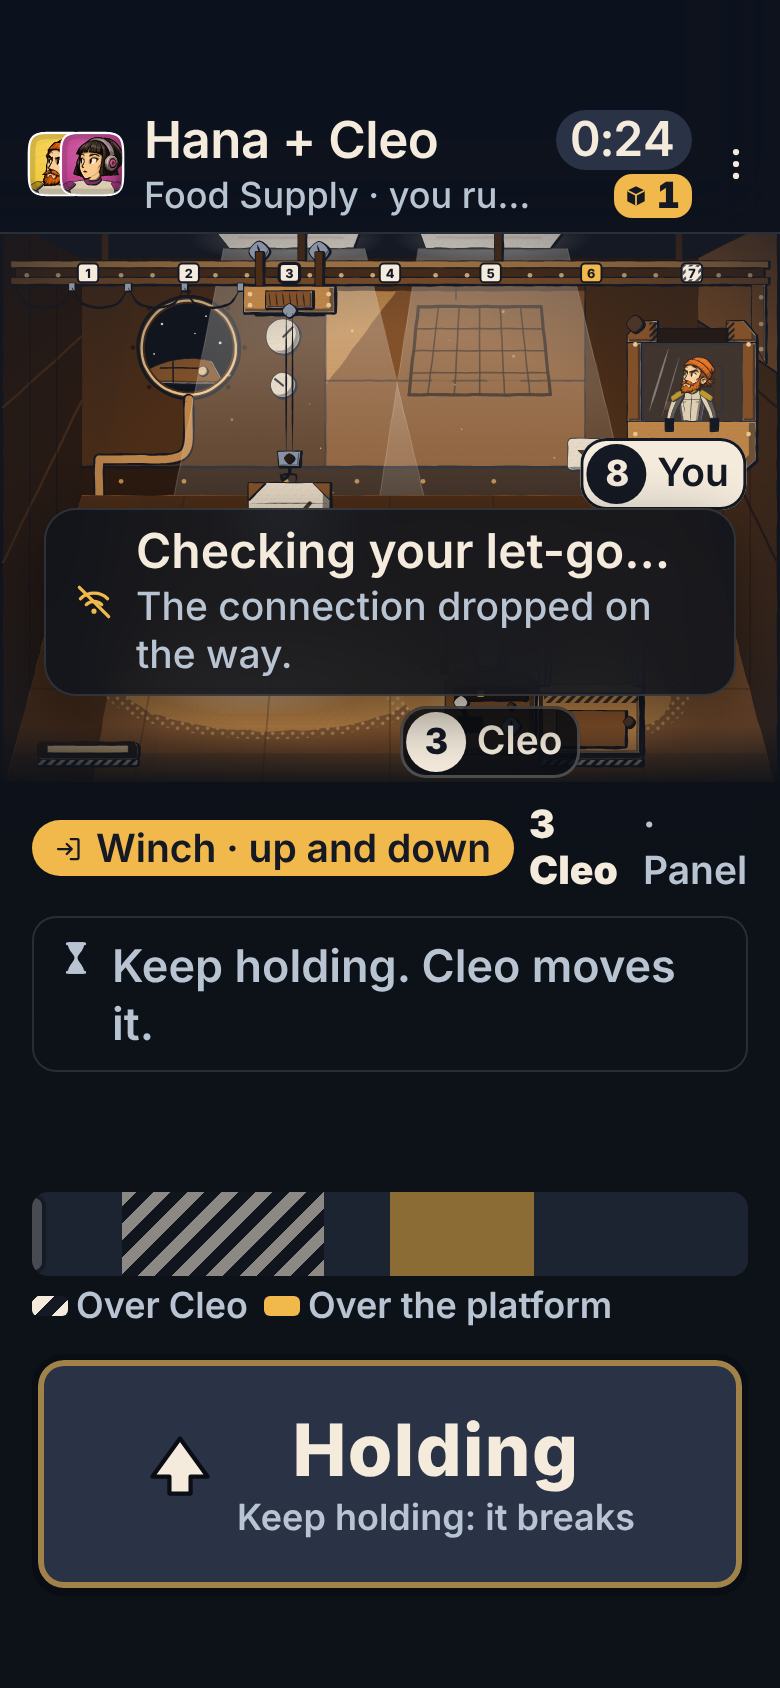 Hana + Cleo
0:24
Food Supply · you ru...
1
1 2 3 4 5 6 7
8 You
Checking your let-go...
The connection dropped on
the way.
3 Cleo
Winch · up and down
3 · 
Cleo Panel
Keep holding. Cleo moves
it.
Over Cleo Over the platform
Holding
Keep holding: it breaks